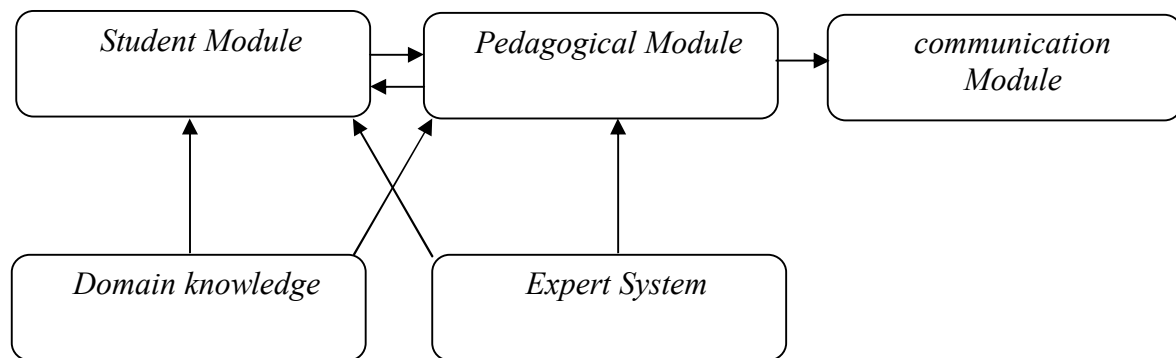 Student Module
Pedagogical Module
communication
Module
Domain knowledge
Expert System